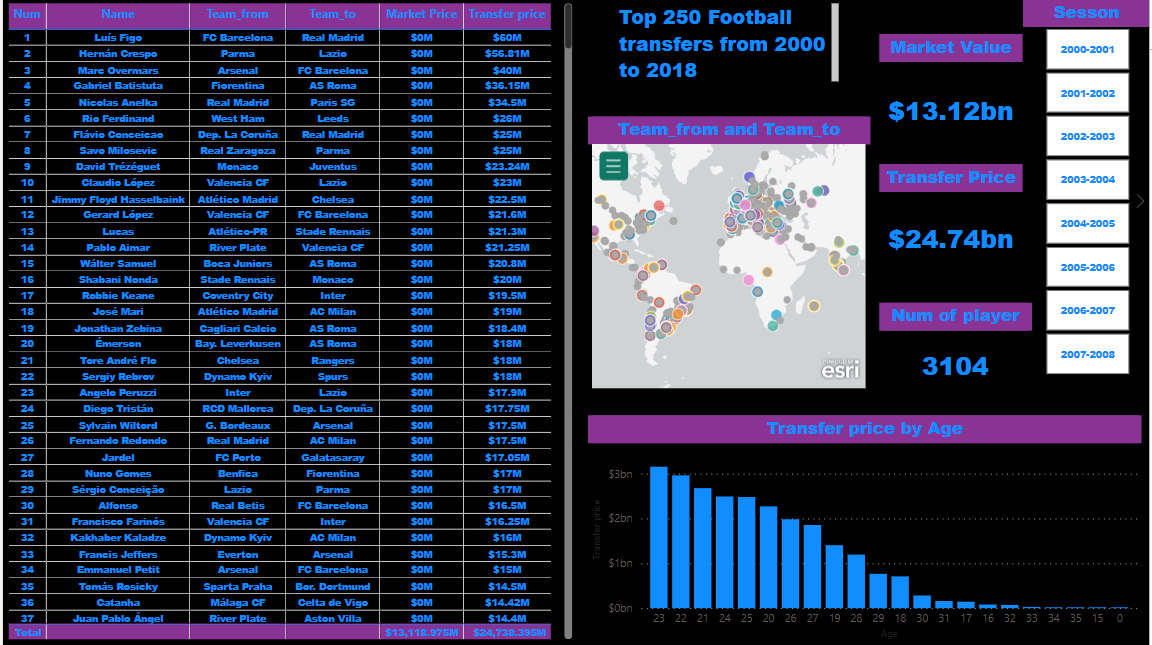 Num Name Team_from Team_to Market Price Transfer price
1 Luís Figo FC Barcelona Real Madrid $0M $60M
2 Hernán Crespo Parma Lazio $0M $56.81M
3 Marc Overmars Arsenal FC Barcelona $0M $40M
4 Gabriel Batistuta Fiorentina AS Roma $0M $36.15M
5 Nicolas Anelka Real Madrid Paris SG $0M $34.5M
6 Rio Ferdinand West Ham Leeds $0M $26M
7 Flávio Conceicao Dep. La Coruña Real Madrid $0M $25M
8 Savo Milosevic Real Zaragoza Parma $0M $25M
9 David Trézéguet Monaco Juventus $0M $23.24M
10 Claudio López Valencia CF Lazio $0M $23M
11 Jimmy Floyd Hasselbaink Atlético Madrid Chelsea $0M $22.5M
12 Gerard López Valencia CF FC Barcelona $0M $21.6M
13 Lucas Atlético-PR Stade Rennais $0M $21.3M
14 Pablo Aimar River Plate Valencia CF $0M $21.25M
15 Wálter Samuel Boca Juniors AS Roma $0M $20.8M
16 Shabani Nonda Stade Rennais Monaco $0M $20M
17 Robbie Keane Coventry City Inter $0M $19.5M
18 José Mari Atlético Madrid AC Milan $0M $19M
19 Jonathan Zebina Cagliari Calcio AS Roma $0M $18.4M
20 Émerson Bay. Leverkusen AS Roma $0M $18M
21 Tore André Flo Chelsea Rangers $0M $18M
22 Sergiy Rebrov Dynamo Kyiv Spurs $0M $18M
23 Angelo Peruzzi Inter Lazio $0M $17.9M
24 Diego Tristán RCD Mallorca Dep. La Coruña $0M $17.75M
25 Sylvain Wiltord G. Bordeaux Arsenal $0M $17.5M
26 Fernando Redondo Real Madrid AC Milan $0M $17.5M
27 Jardel FC Porto Galatasaray $0M $17.05M
28 Nuno Gomes Benfica Fiorentina $0M $17M
29 Sérgio Conceição Lazio Parma $0M $17M
30 Alfonso Real Betis FC Barcelona $0M $16.5M
31 Francisco Farinós Valencia CF Inter $0M $16.25M
32 Kakhaber Kaladze Dynamo Kyiv AC Milan $0M $16M
33 Francis Jeffers Everton Arsenal $0M $15.3M
34 Emmanuel Petit Arsenal FC Barcelona $0M $15M
35 Tomás Rosicky Sparta Praha Bor. Dortmund $0M $14.5M
36 Catanha Málaga CF Celta de Vigo $0M $14.42M
37 Juan Pablo Ángel River Plate Aston Villa $0M $14.4M
Total $13,118.975M $24,738.395M
Top 250 Football
transfers from 2000
to 2018
Team_from and Team_to
esri
Market Value
$13.12bn
Transfer Price
$24.74bn
Num of player
3104
Sesson
2000-2001
2001-2002
2002-2003
2003-2004
2004-2005
2005-2006
2006-2007
2007-2008
Transfer price by Age
Transfer price
$3bn
$2bn
$1bn
$0bn
23 22 21 24 25 20 26 27 19 28 29 18 30 31 17 16 32 33 34 35 15 0
Age